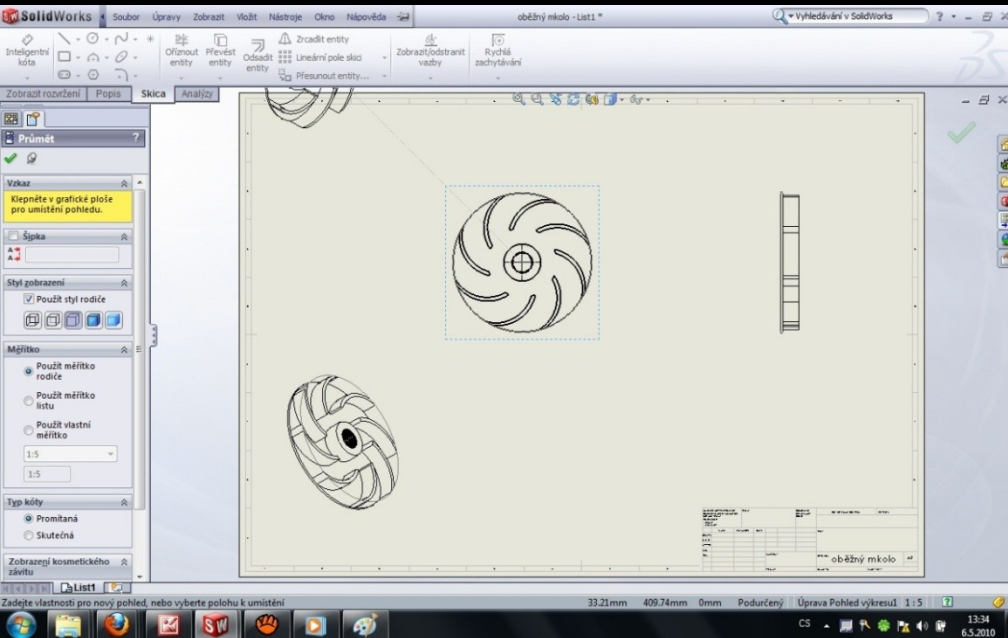 SolidWorks
Soubor Úpravy Zobrazit Vložit Nástroje Okno Nápověda
oběžný mkolo - List1 *
Vyhledávání v SolidWorks
Inteligentní kóta
Oříznout entity
Převést entity
Odsadit entity
Zrcadlit entity
Lineární pole skici
Přesunout entity...
Zobrazit/odstranit vazby
Rychlá zachytávání
Zobrazit rozvržení Popis Skica Analýzy
Průmět ?
Vzkaz
Klepněte v grafické ploše
pro umístění pohledu.
Šipka
Styl zobrazení
Použít styl rodiče
Měřítko
Použít měřítko
rodiče
Použít měřítko
listu
Použít vlastní
měřítko
1:5
1:5
Typ kóty
Promítaná
Skutečná
Zobrazení kosmetického
závitu
oběžný mkolo
List1
Zadejte vlastnosti pro nový pohled, nebo vyberte polohu k umístění
33.21mm 409.74mm 0mm Podurčený Úprava Pohled výkresu1 1 : 5
SW
CS
13:34
6.5.2010